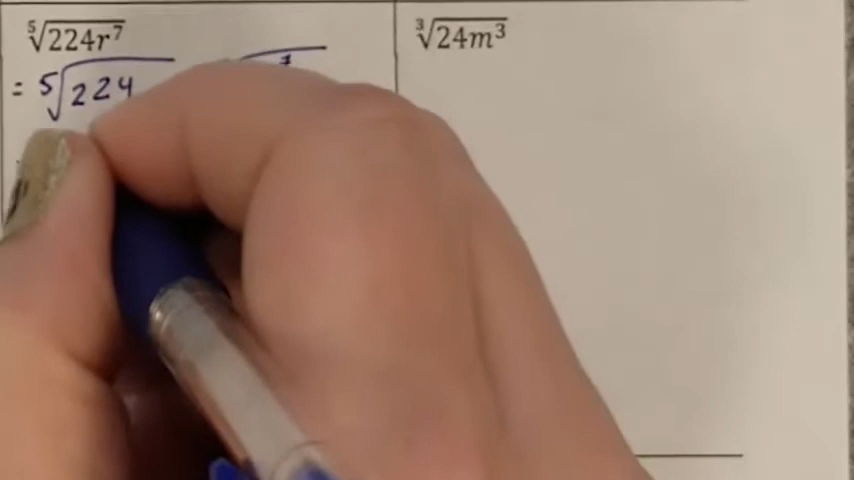 ⁵√224r⁷
³√24m³
= ⁵√224